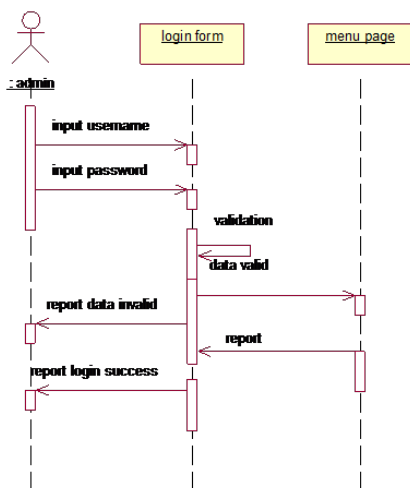 login form
menu page
: admin
input username
input password
validation
data valid
report data invalid
report
report login success